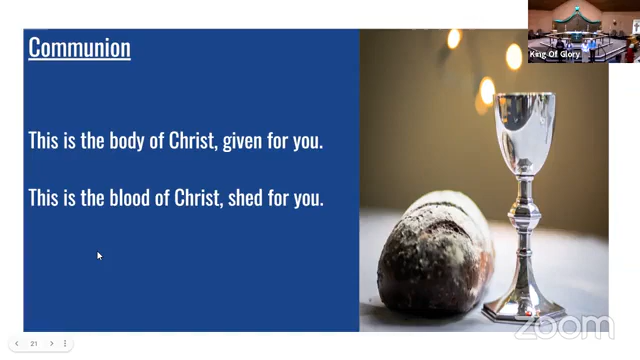 Communion
This is the body of Christ, given for you.
This is the blood of Christ, shed for you.
King Of Glory
21
zoom